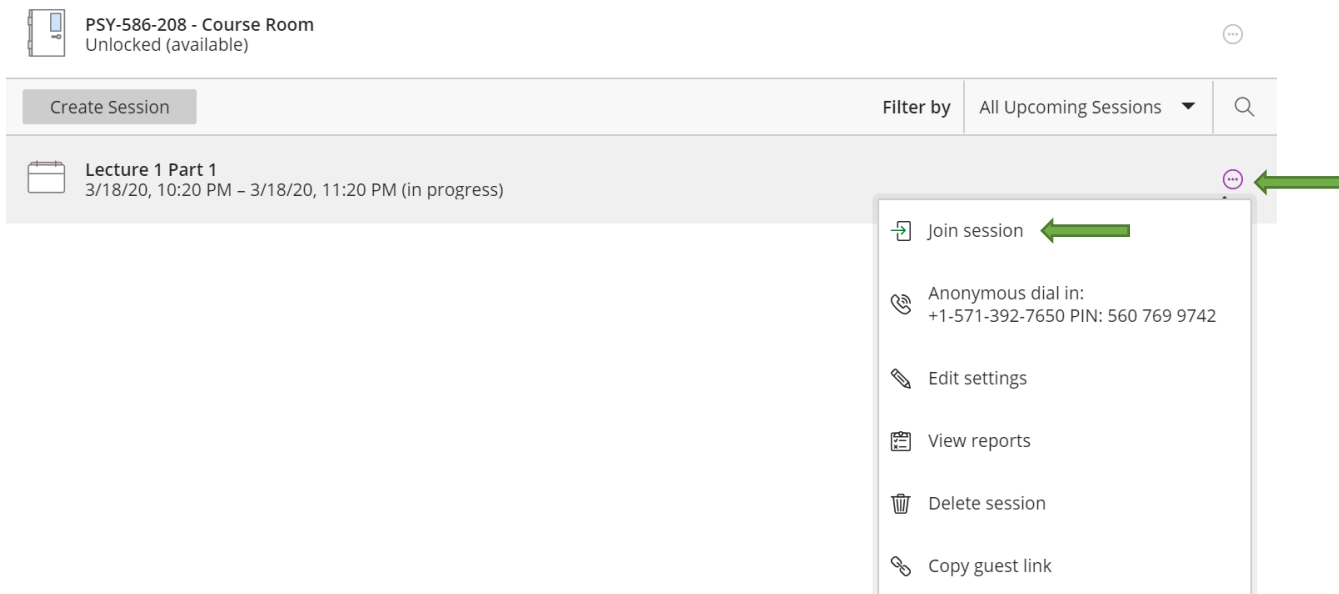 PSY-586-208 - Course Room
Unlocked (available)
Create Session
Filter by
All Upcoming Sessions
Lecture 1 Part 1
3/18/20, 10:20 PM – 3/18/20, 11:20 PM (in progress)
Join session
Anonymous dial in:
+1-571-392-7650 PIN: 560 769 9742
Edit settings
View reports
Delete session
Copy guest link